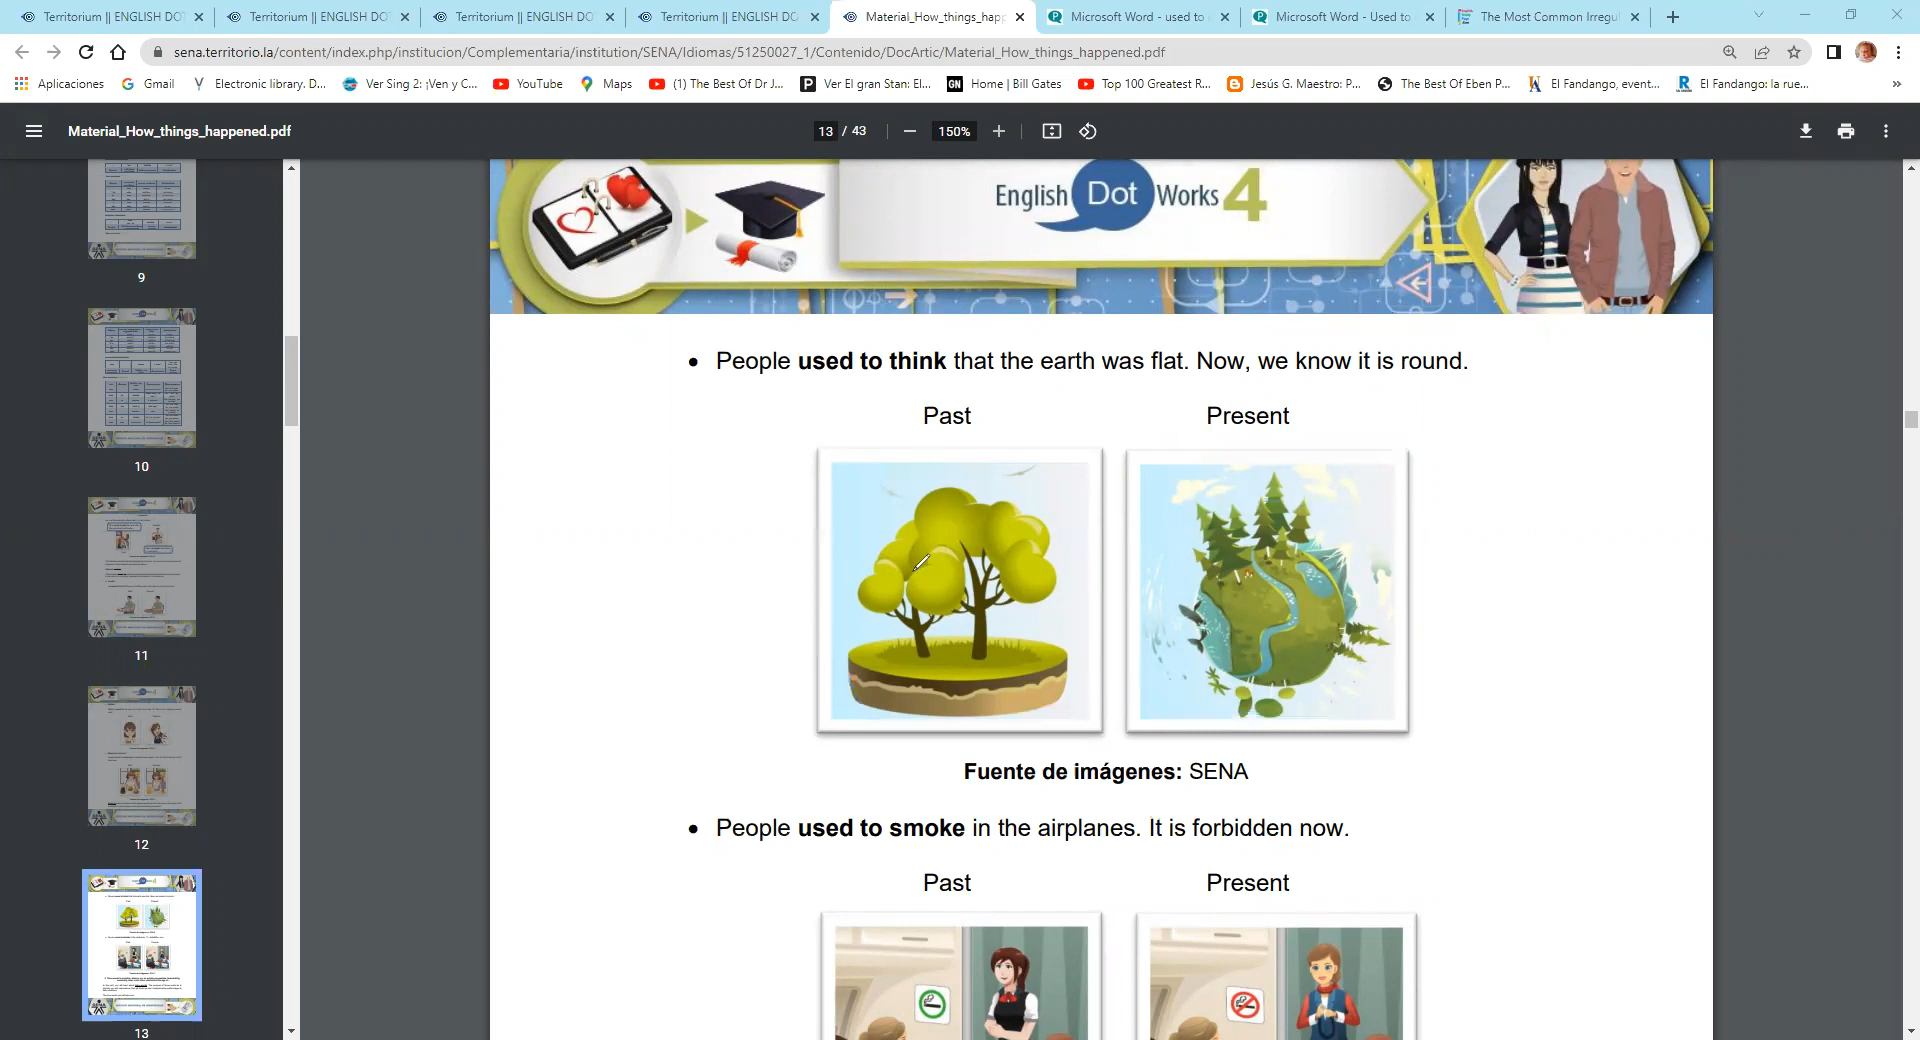 Territorium || ENGLISH DO
Territorium || ENGLISH DO
Territorium || ENGLISH DO
Territorium || ENGLISH DO
Material_How_things_happ
Microsoft Word - used to
Microsoft Word - Used to
The Most Common Irregul
sena.territorio.la/content/index.php/institucion/Complementaria/institution/SENA/Idiomas/51250027_1/Contenido/DocArtic/Material_How_things_happened.pdf
Aplicaciones
Gmail
Electronic library. D...
Ver Sing 2: ¡Ven y C...
YouTube
Maps
(1) The Best Of Dr J...
Ver El gran Stan: El...
Home | Bill Gates
Top 100 Greatest R...
Jesús G. Maestro: P...
The Best Of Eben P...
El Fandango, event...
El Fandango: la rue...
Material_How_things_happened.pdf
13 / 43
150%
9
10
11
12
13
English Dot Works 4
• People used to think that the earth was flat. Now, we know it is round.
Past Present
Fuente de imágenes: SENA
• People used to smoke in the airplanes. It is forbidden now.
Past Present